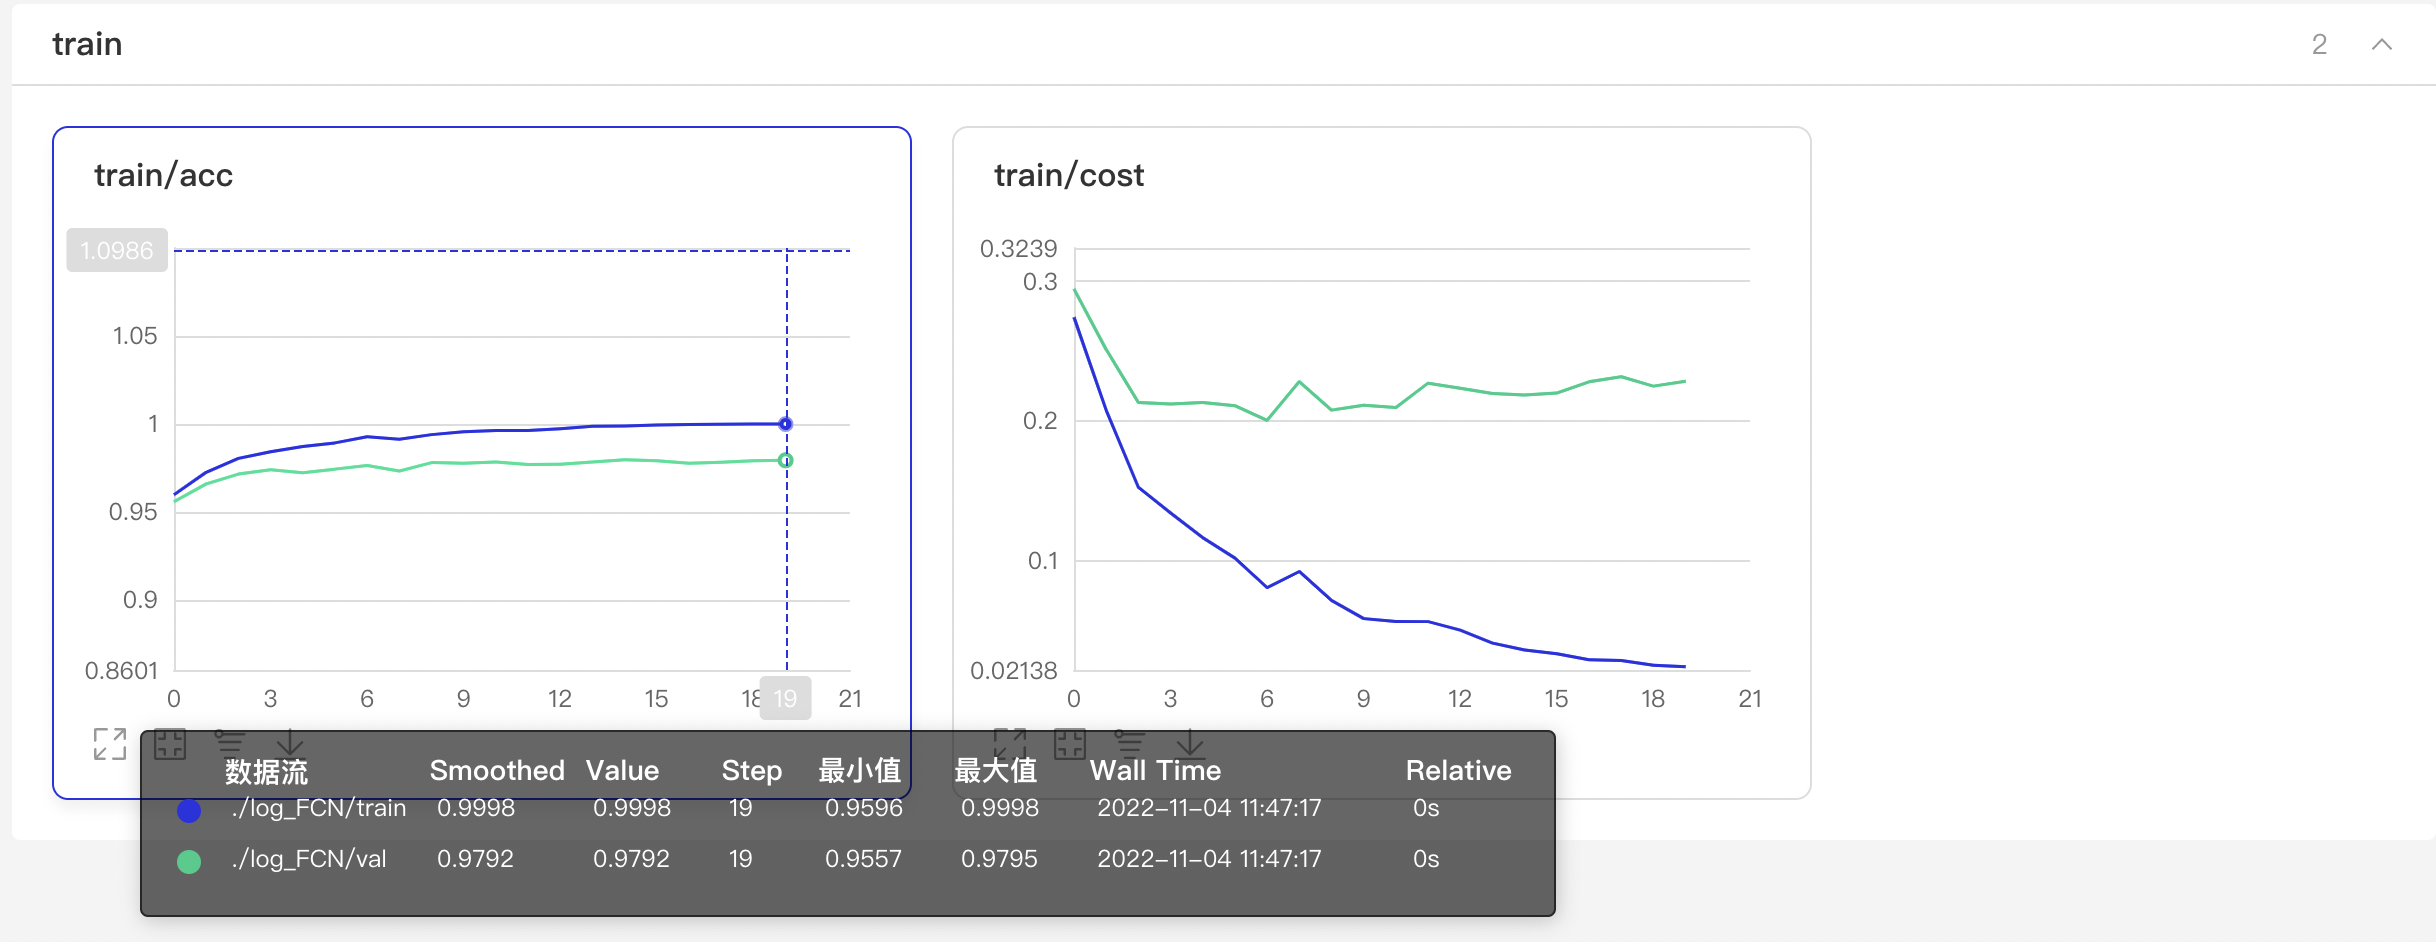 train 2
train/acc
1.0986
1.05
1
0.95
0.9
0.8601
0 3 6 9 12 15 18 19 21
train/cost
0.3239
0.3
0.2
0.1
0.02138
0 3 6 9 12 15 18 21
数据流 Smoothed Value Step 最小值 最大值 Wall Time Relative
./log_FCN/train 0.9998 0.9998 19 0.9596 0.9998 2022-11-04 11:47:17 0s
./log_FCN/val 0.9792 0.9792 19 0.9557 0.9795 2022-11-04 11:47:17 0s